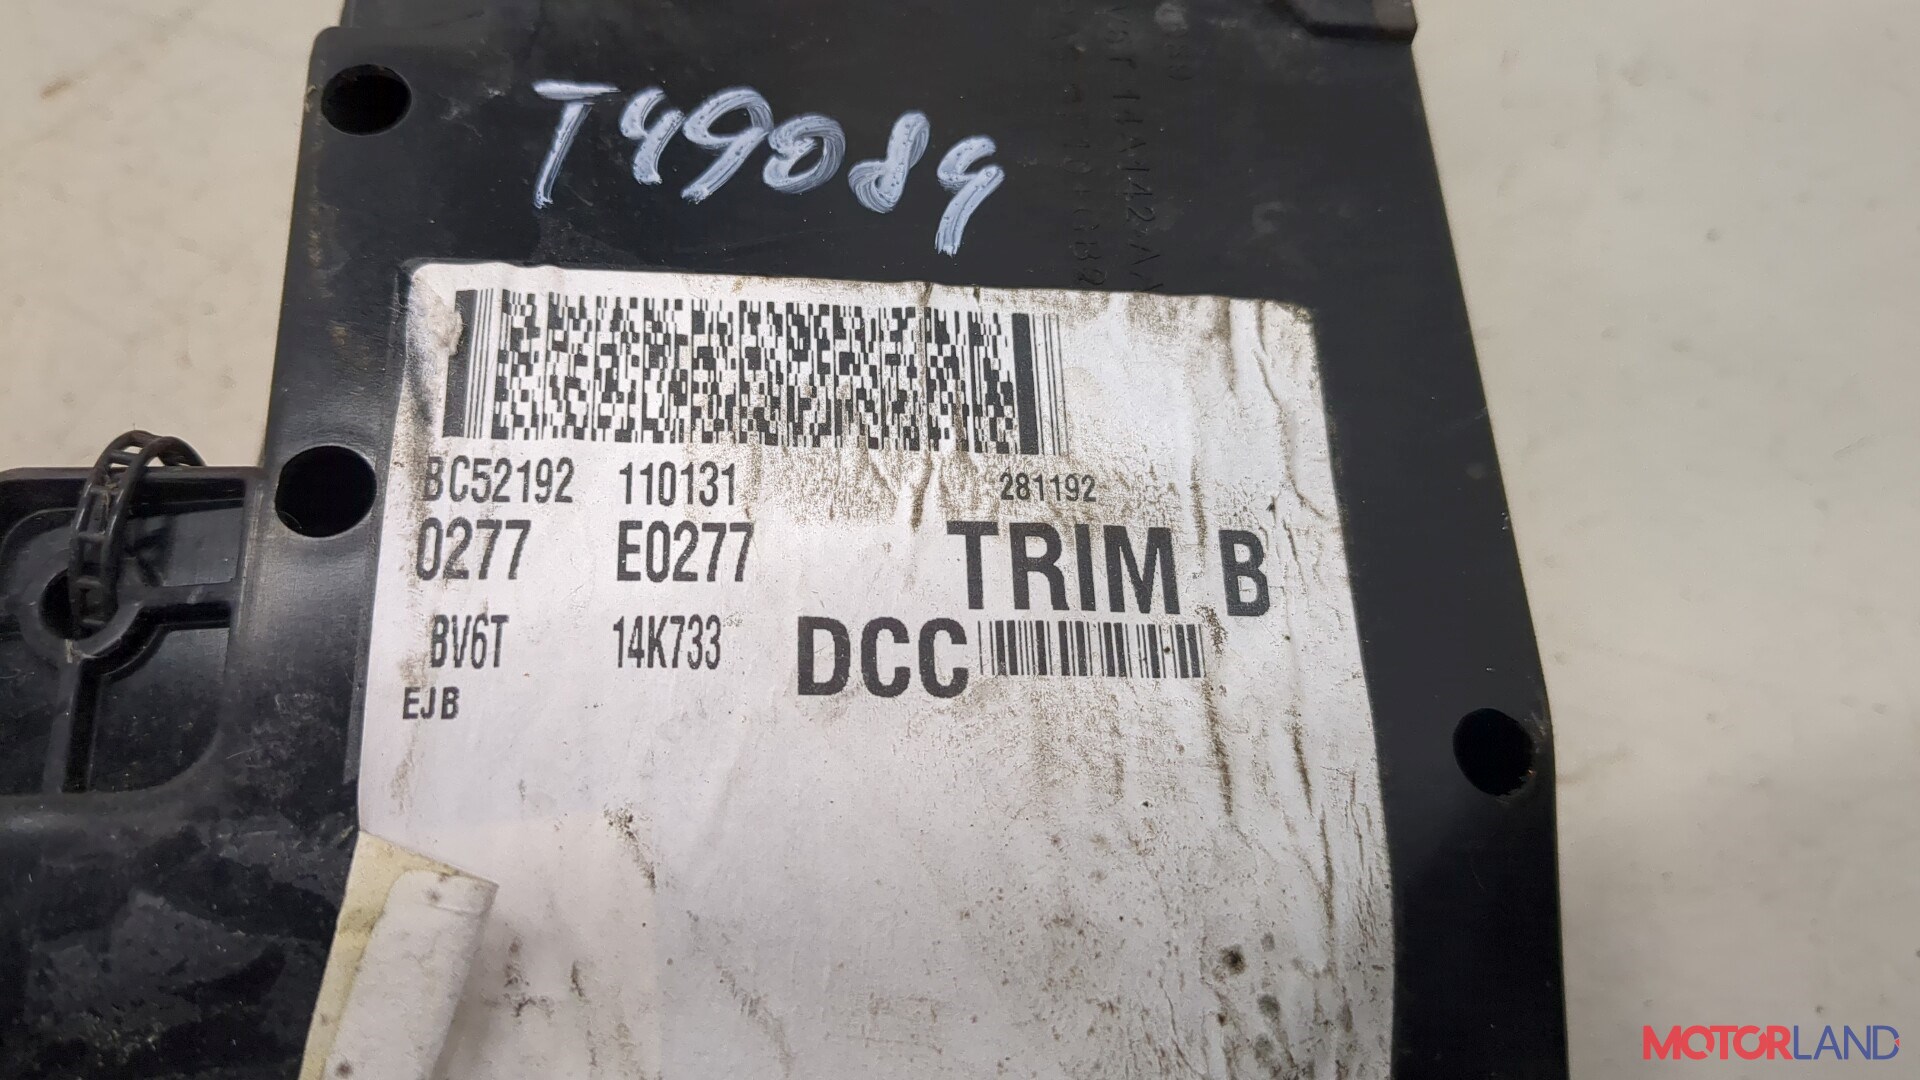 T49089
BC52192 110131 281192
0277 E0277 TRIM B
BV6T 14K733 DCC
EJB
MOTORLAND